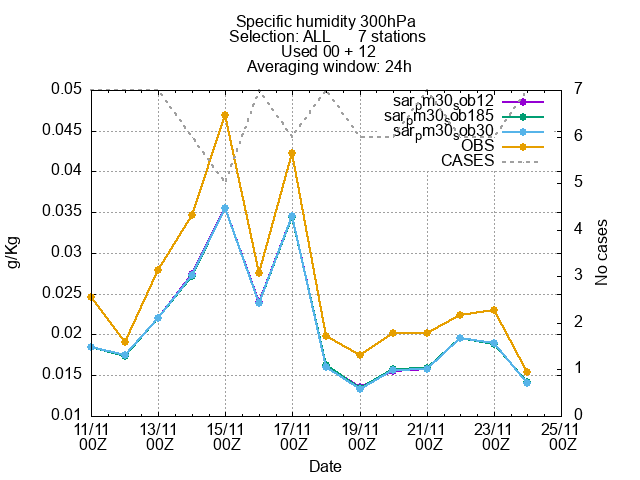 Specific humidity 300hPa
Selection: ALL 7 stations
Used 00 + 12
Averaging window: 24h
0.05 7
sar_pm30_sob12
0.045 sar_pm30_sob185
sar_pm30_sob30 6
OBS
0.04 CASES
5
0.035
4
0.03
g/Kg No cases
3
0.025
2
0.02
0.015 1
0.01 0
11/11 13/11 15/11 17/11 19/11 21/11 23/11 25/11
00Z 00Z 00Z 00Z 00Z 00Z 00Z 00Z
Date